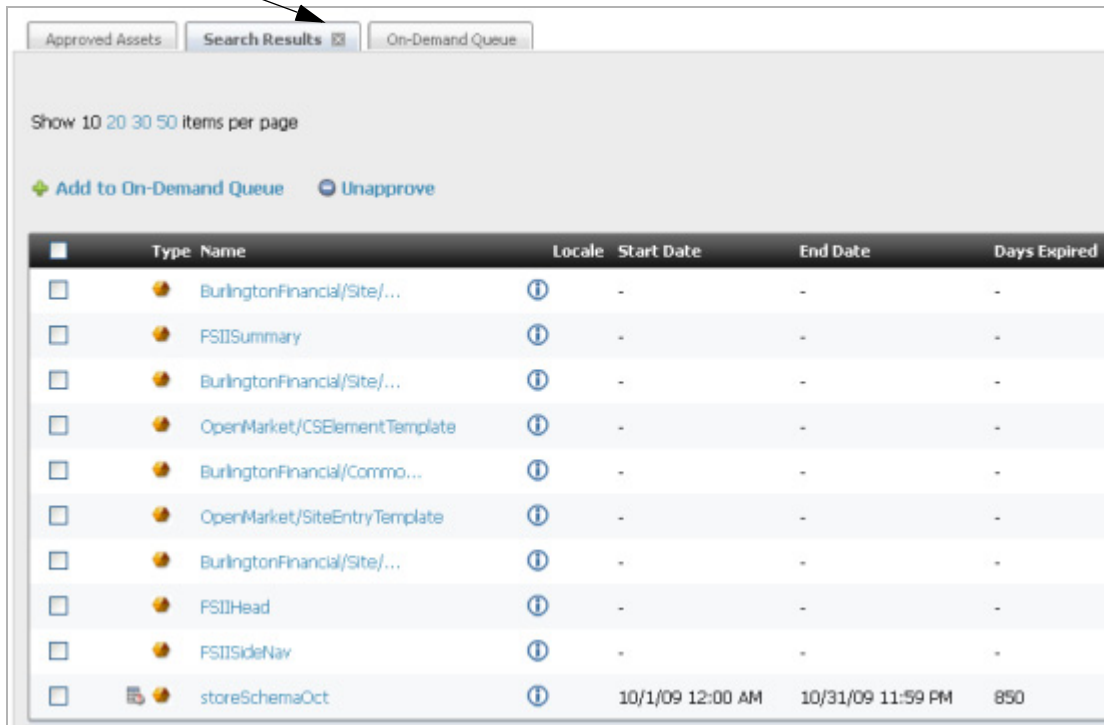 Approved Assets Search Results On-Demand Queue
Show 10 20 30 50 items per page
Add to On-Demand Queue Unapprove
Type Name Locale Start Date End Date Days Expired
BurlingtonFinancial/Site/... - - -
FSIISummary - - -
BurlingtonFinancial/Site/... - - -
OpenMarket/CSElementTemplate - - -
BurlingtonFinancial/Commo... - - -
OpenMarket/SiteEntryTemplate - - -
BurlingtonFinancial/Site/... - - -
FSIIHead - - -
FSIISideNav - - -
storeSchemaOct 10/1/09 12:00 AM 10/31/09 11:59 PM 850